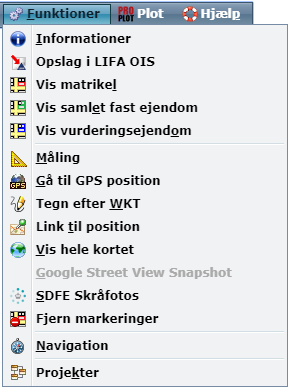 Funktioner PRO PLOT Plot Hjælp
Informationer
Opslag i LIFA OIS
Vis matrikel
Vis samlet fast ejendom
Vis vurderingsejendom
Måling
GPS Gå til GPS position
Tegn efter WKT
Link til position
Vis hele kortet
Google Street View Snapshot
SDFE Skråfotos
Fjern markeringer
Navigation
Projekter